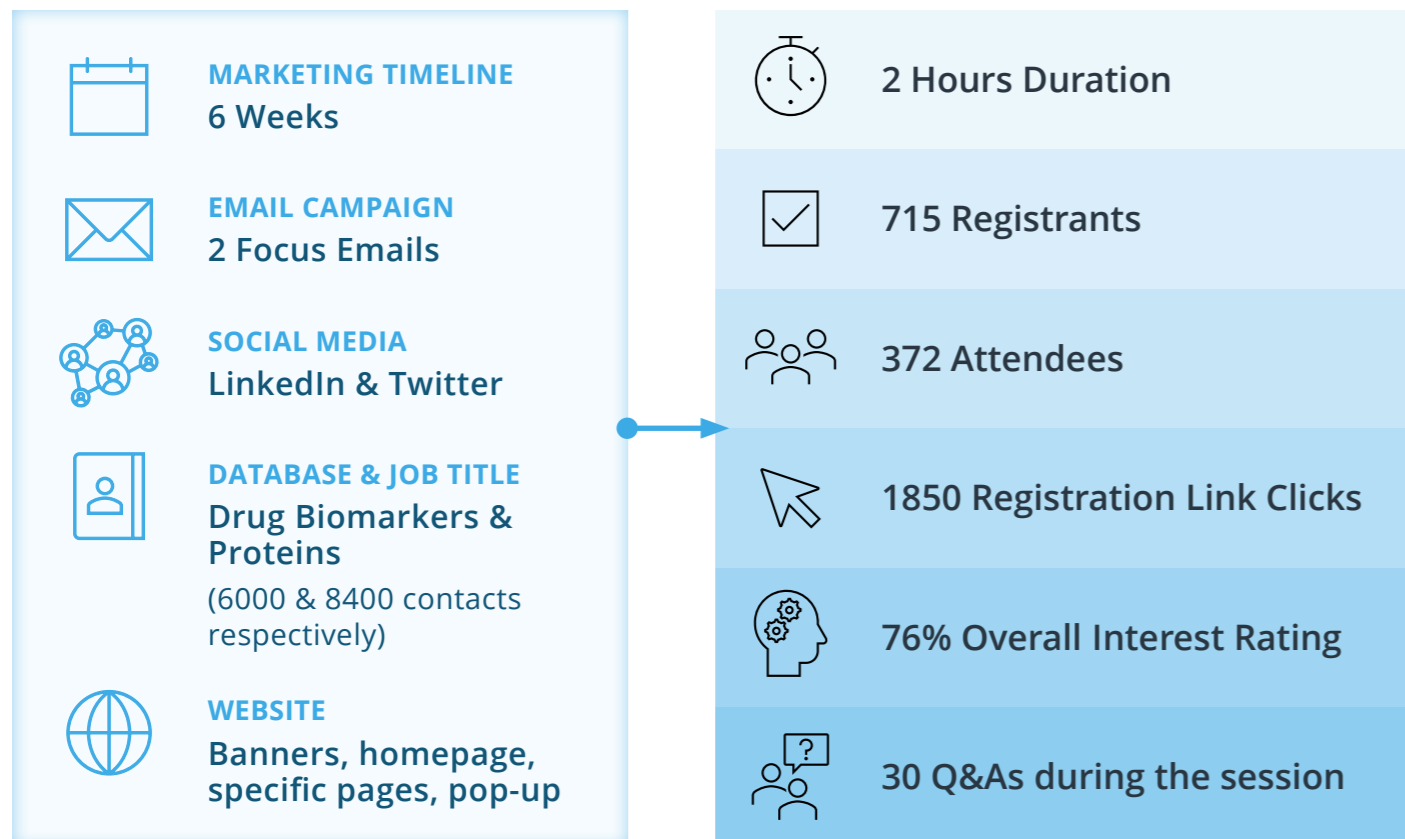 MARKETING TIMELINE
6 Weeks
EMAIL CAMPAIGN
2 Focus Emails
SOCIAL MEDIA
LinkedIn & Twitter
DATABASE & JOB TITLE
Drug Biomarkers &
Proteins
(6000 & 8400 contacts
respectively)
WEBSITE
Banners, homepage,
specific pages, pop-up
2 Hours Duration
715 Registrants
372 Attendees
1850 Registration Link Clicks
76% Overall Interest Rating
?
30 Q&As during the session